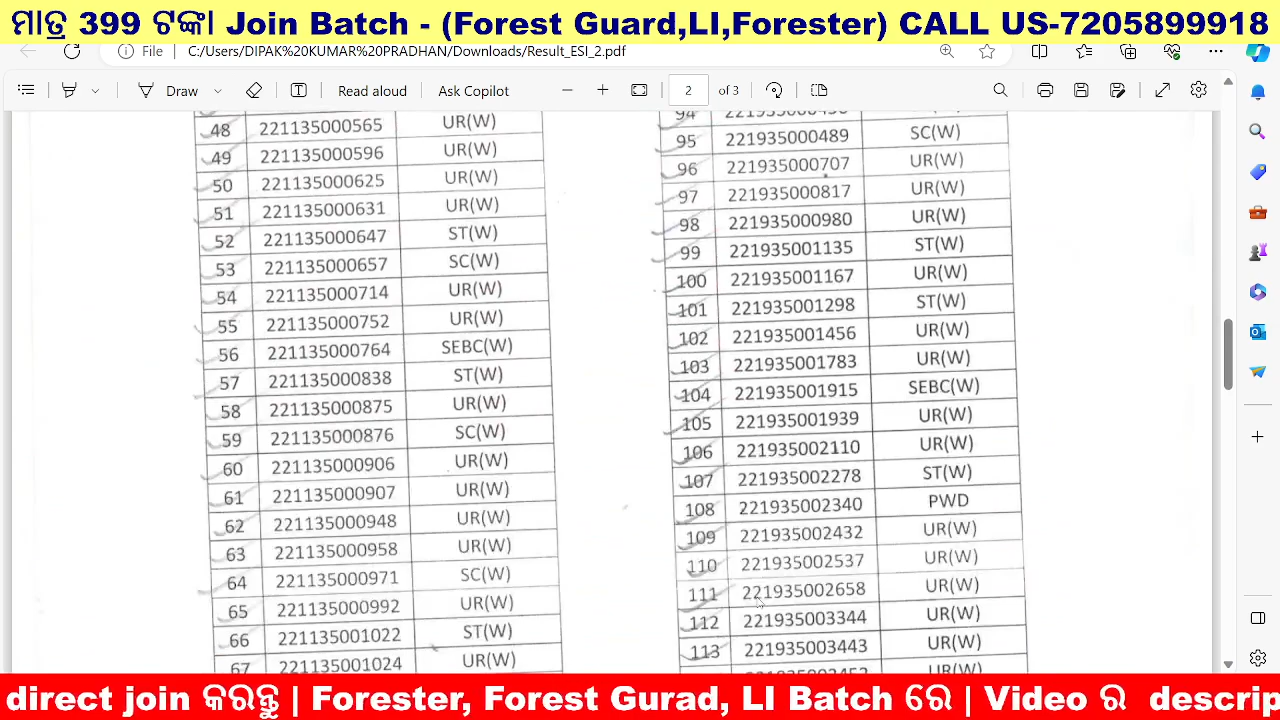 ମାତ୍ର 399 ଟଙ୍କା Join Batch - (Forest Guard,LI,Forester) CALL US-7205899918
File C:/Users/DIPAK%20KUMAR%20PRADHAN/Downloads/Result_ESI_2.pdf
Draw Read aloud Ask Copilot 2 of 3
48 221135000565 UR(W)
49 221135000596 UR(W)
50 221135000625 UR(W)
51 221135000631 UR(W)
52 221135000647 ST(W)
53 221135000657 SC(W)
54 221135000714 UR(W)
55 221135000752 UR(W)
56 221135000764 SEBC(W)
57 221135000838 ST(W)
58 221135000875 UR(W)
59 221135000876 SC(W)
60 221135000906 UR(W)
61 221135000907 UR(W)
62 221135000948 UR(W)
63 221135000958 UR(W)
64 221135000971 SC(W)
65 221135000992 UR(W)
66 221135001022 ST(W)
67 221135001024 UR(W)
94
95 221935000489 SC(W)
96 221935000707 UR(W)
97 221935000817 UR(W)
98 221935000980 UR(W)
99 221935001135 ST(W)
100 221935001167 UR(W)
101 221935001298 ST(W)
102 221935001456 UR(W)
103 221935001783 UR(W)
104 221935001915 SEBC(W)
105 221935001939 UR(W)
106 221935002110 UR(W)
107 221935002278 ST(W)
108 221935002340 PWD
109 221935002432 UR(W)
110 221935002537 UR(W)
111 221935002658 UR(W)
112 221935003344 UR(W)
113 221935003443 UR(W)
UR(W)
direct join କରନ୍ତୁ | Forester, Forest Gurad, LI Batch ରେ | Video ର descrip